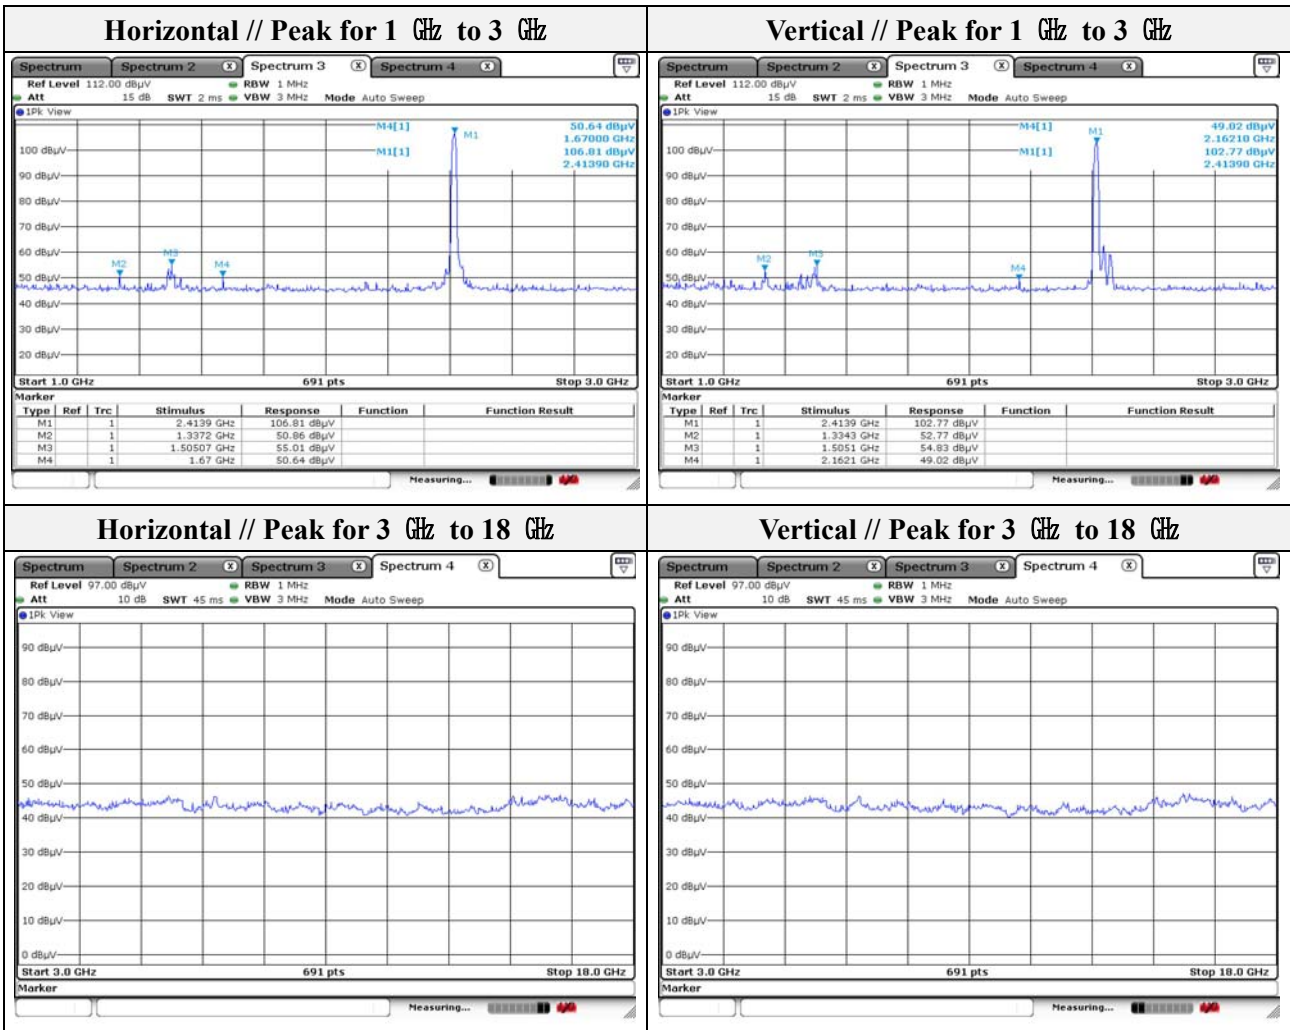 Horizontal // Peak for 1 ㎓ to 3 ㎓
Spectrum Spectrum 2 Spectrum 3 Spectrum 4
Ref Level 112.00 dBµV RBW 1 MHz
Att 15 dB SWT 2 ms VBW 3 MHz Mode Auto Sweep
1Pk View
M4[1] 50.64 dBµV
1.67000 GHz
M1[1] 106.81 dBµV
2.41390 GHz
M1
M2
M3
M4
100 dBµV
90 dBµV
80 dBµV
70 dBµV
60 dBµV
50 dBµV
40 dBµV
30 dBµV
20 dBµV
Start 1.0 GHz 691 pts Stop 3.0 GHz
Marker
Type Ref Trc Stimulus Response Function Function Result
M1 1 2.4139 GHz 106.81 dBµV
M2 1 1.3372 GHz 50.86 dBµV
M3 1 1.50507 GHz 55.01 dBµV
M4 1 1.67 GHz 50.64 dBµV
Measuring...
Vertical // Peak for 1 ㎓ to 3 ㎓
Spectrum Spectrum 2 Spectrum 3 Spectrum 4
Ref Level 112.00 dBµV RBW 1 MHz
Att 15 dB SWT 2 ms VBW 3 MHz Mode Auto Sweep
1Pk View
M4[1] 49.02 dBµV
2.16210 GHz
M1[1] 102.77 dBµV
2.41390 GHz
M1
M2
M3
M4
100 dBµV
90 dBµV
80 dBµV
70 dBµV
60 dBµV
50 dBµV
40 dBµV
30 dBµV
20 dBµV
Start 1.0 GHz 691 pts Stop 3.0 GHz
Marker
Type Ref Trc Stimulus Response Function Function Result
M1 1 2.4139 GHz 102.77 dBµV
M2 1 1.3343 GHz 52.77 dBµV
M3 1 1.5051 GHz 54.83 dBµV
M4 1 2.1621 GHz 49.02 dBµV
Measuring...
Horizontal // Peak for 3 ㎓ to 18 ㎓
Spectrum Spectrum 2 Spectrum 3 Spectrum 4
Ref Level 97.00 dBµV RBW 1 MHz
Att 10 dB SWT 45 ms VBW 3 MHz Mode Auto Sweep
1Pk View
90 dBµV
80 dBµV
70 dBµV
60 dBµV
50 dBµV
40 dBµV
30 dBµV
20 dBµV
10 dBµV
0 dBµV
Start 3.0 GHz 691 pts Stop 18.0 GHz
Marker
Measuring...
Vertical // Peak for 3 ㎓ to 18 ㎓
Spectrum Spectrum 2 Spectrum 3 Spectrum 4
Ref Level 97.00 dBµV RBW 1 MHz
Att 10 dB SWT 45 ms VBW 3 MHz Mode Auto Sweep
1Pk View
90 dBµV
80 dBµV
70 dBµV
60 dBµV
50 dBµV
40 dBµV
30 dBµV
20 dBµV
10 dBµV
0 dBµV
Start 3.0 GHz 691 pts Stop 18.0 GHz
Marker
Measuring...